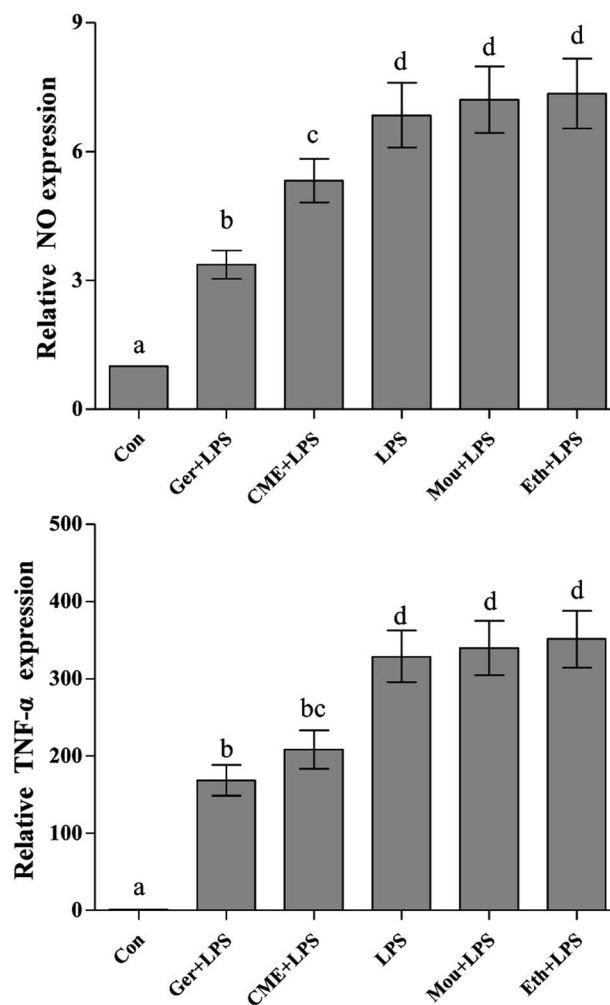 Relative NO expression
9
6
3
0
a
b
c
d
d
d
Con
Ger+LPS
CME+LPS
LPS
Mou+LPS
Eth+LPS
Relative TNF-α expression
500
400
300
200
100
0
a
b
bc
d
d
d
Con
Ger+LPS
CME+LPS
LPS
Mou+LPS
Eth+LPS